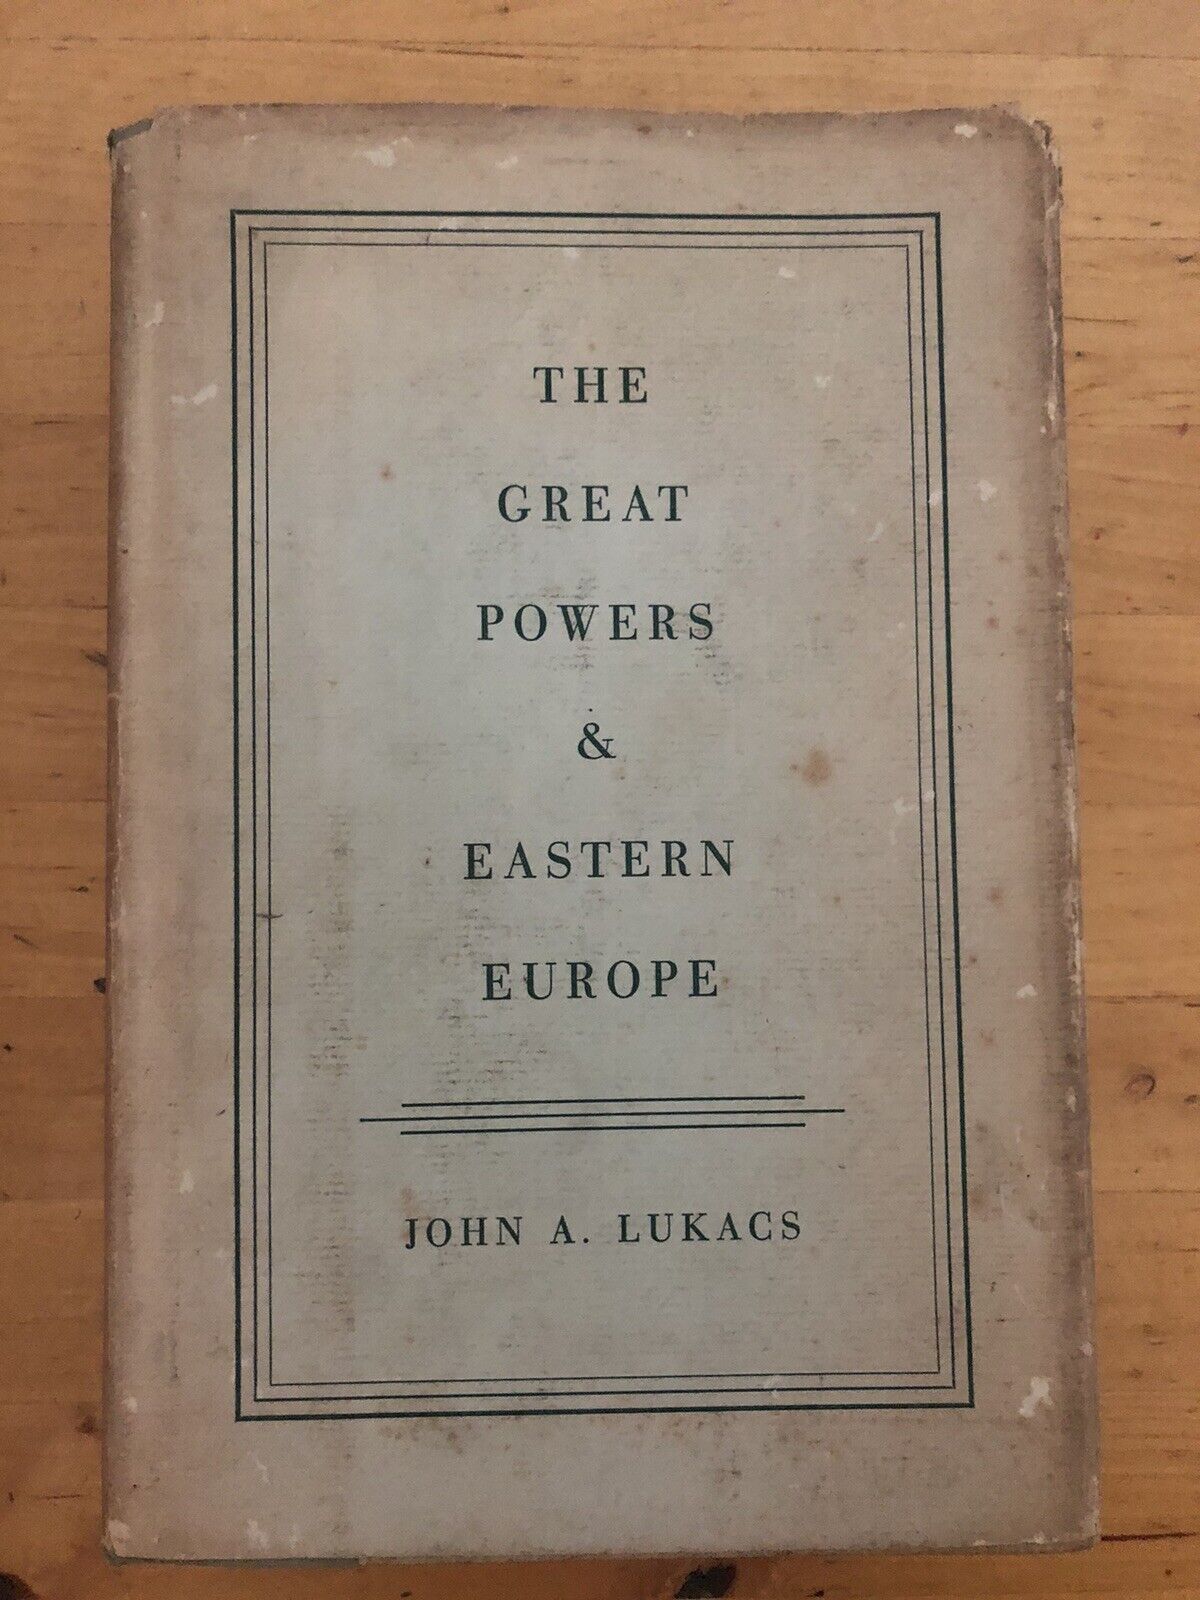 THE
GREAT
POWERS
&
EASTERN
EUROPE
JOHN A. LUKACS